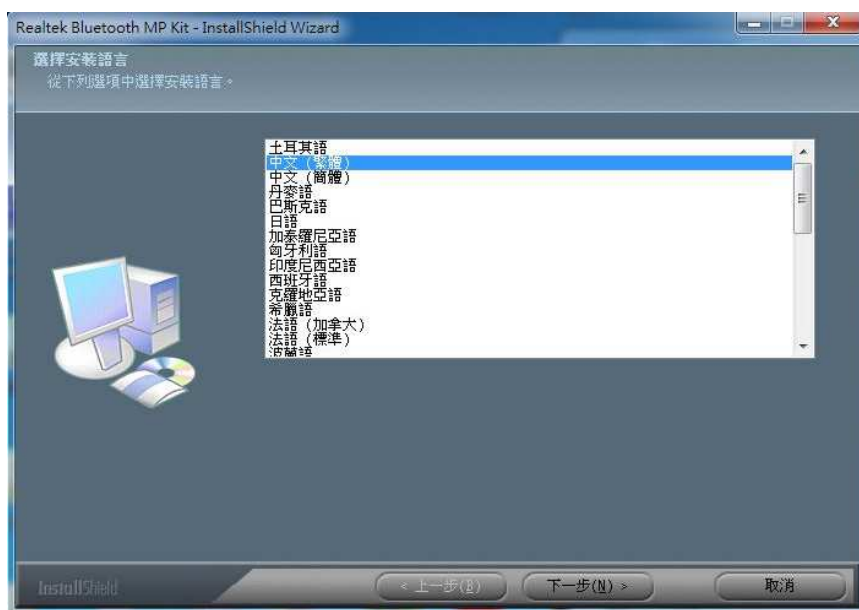 Realtek Bluetooth MP Kit - InstallShield Wizard
選擇安裝語言
從下列選項中選擇安裝語言。
土耳其語
中文 (繁體)
中文 (簡體)
丹麥語
巴斯克語
日語
加泰羅尼亞語
匈牙利語
印度尼西亞語
西班牙語
克羅地亞語
希臘語
法語 (加拿大)
法語 (標準)
波蘭語
InstallShield
< 上一步(B)
下一步(N) >
取消